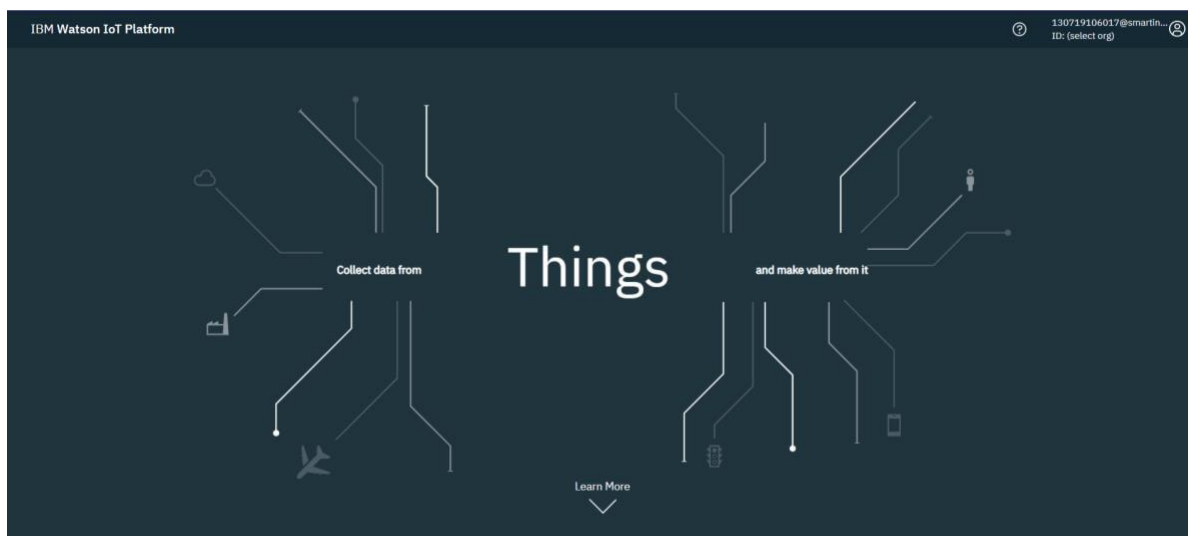 IBM Watson IoT Platform
130719106017@smartin...
ID: (select org)
Collect data from
Things
and make value from it
Learn More